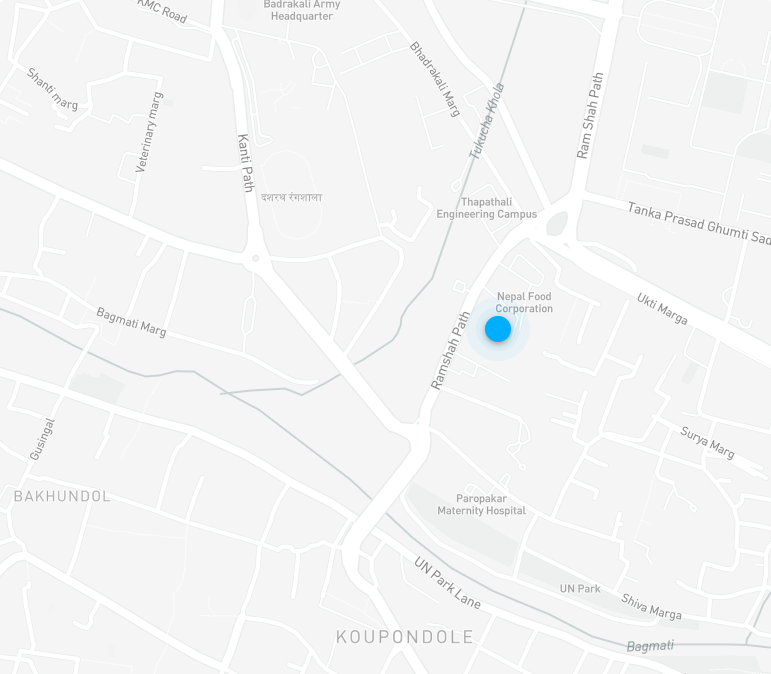 KMC Road
Badrakali Army
Headquarter
Shanti marg
Veterinary marg
Kanti Path
Bhadrakali Marg
Tukucha Khola
Ram Shah Path
दशरथ रंगशाला
Thapathali
Engineering Campus
Tanka Prasad Ghumti Sad
Bagmati Marg
Nepal Food
Corporation
Ukti Marga
Ramshah Path
Gusingal
Surya Marg
BAKHUNDOL
Paropakar
Maternity Hospital
UN Park Lane
UN Park
Shiva Marga
KOUPONDOLE
Bagmati